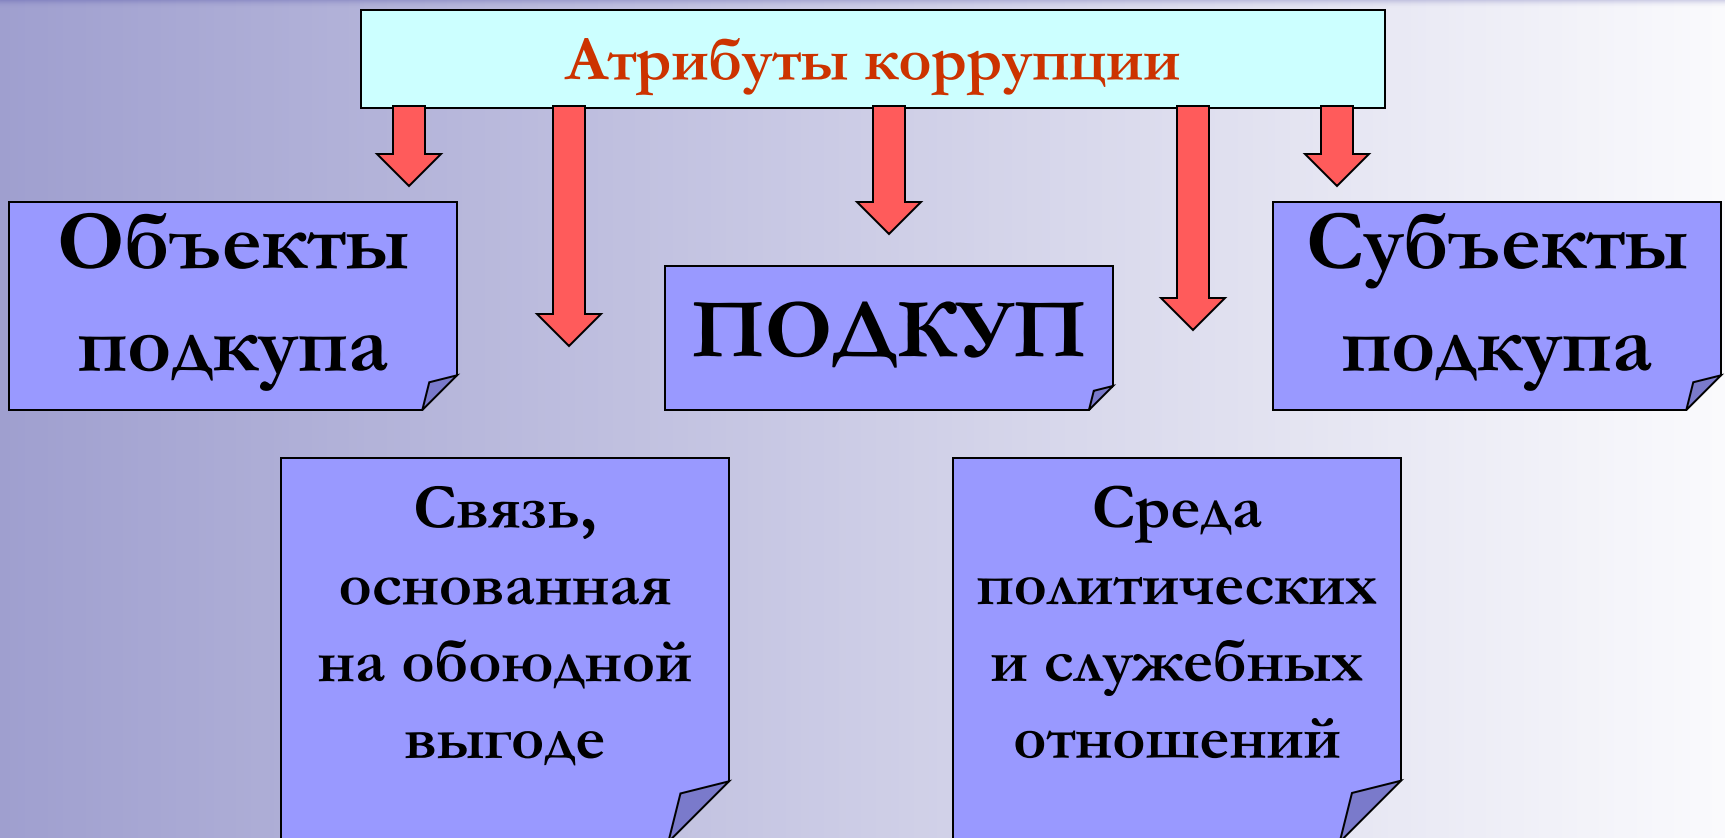 Атрибуты коррупции
Объекты
подкупа
ПОДКУП
Субъекты
подкупа
Связь,
основанная
на обоюдной
выгоде
Среда
политических
и служебных
отношений